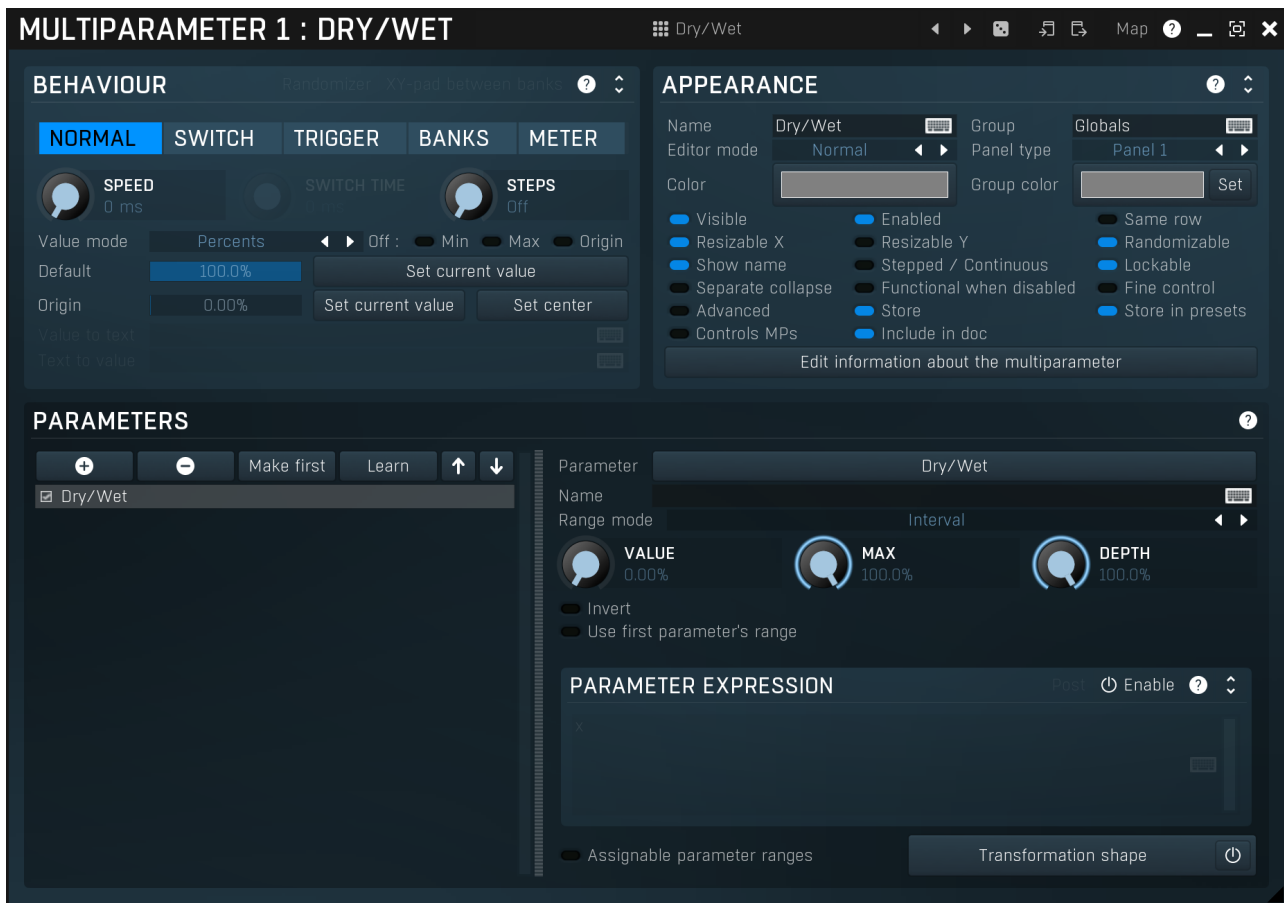 MULTIPARAMETER 1 : DRY/WET Dry/Wet Map ?
BEHAVIOUR Randomizer XY-pad between banks ?
NORMAL SWITCH TRIGGER BANKS METER
SPEED SWITCH TIME STEPS
0 ms Off
Value mode Percents Off : Min Max Origin
Default 100.0% Set current value
Origin 0.00% Set current value Set center
Value to text
Text to value
APPEARANCE ?
Name Dry/Wet Group Globals
Editor mode Normal Panel type Panel 1
Color Group color Set
Visible Enabled Same row
Resizable X Resizable Y Randomizable
Show name Stepped / Continuous Lockable
Separate collapse Functional when disabled Fine control
Advanced Store Store in presets
Controls MPs Include in doc
Edit information about the multiparameter
PARAMETERS ?
Make first Learn
Dry/Wet
Parameter Dry/Wet
Name
Range mode Interval
VALUE MAX DEPTH
0.00% 100.0% 100.0%
Invert
Use first parameter's range
PARAMETER EXPRESSION Post Enable ?
x
Assignable parameter ranges Transformation shape